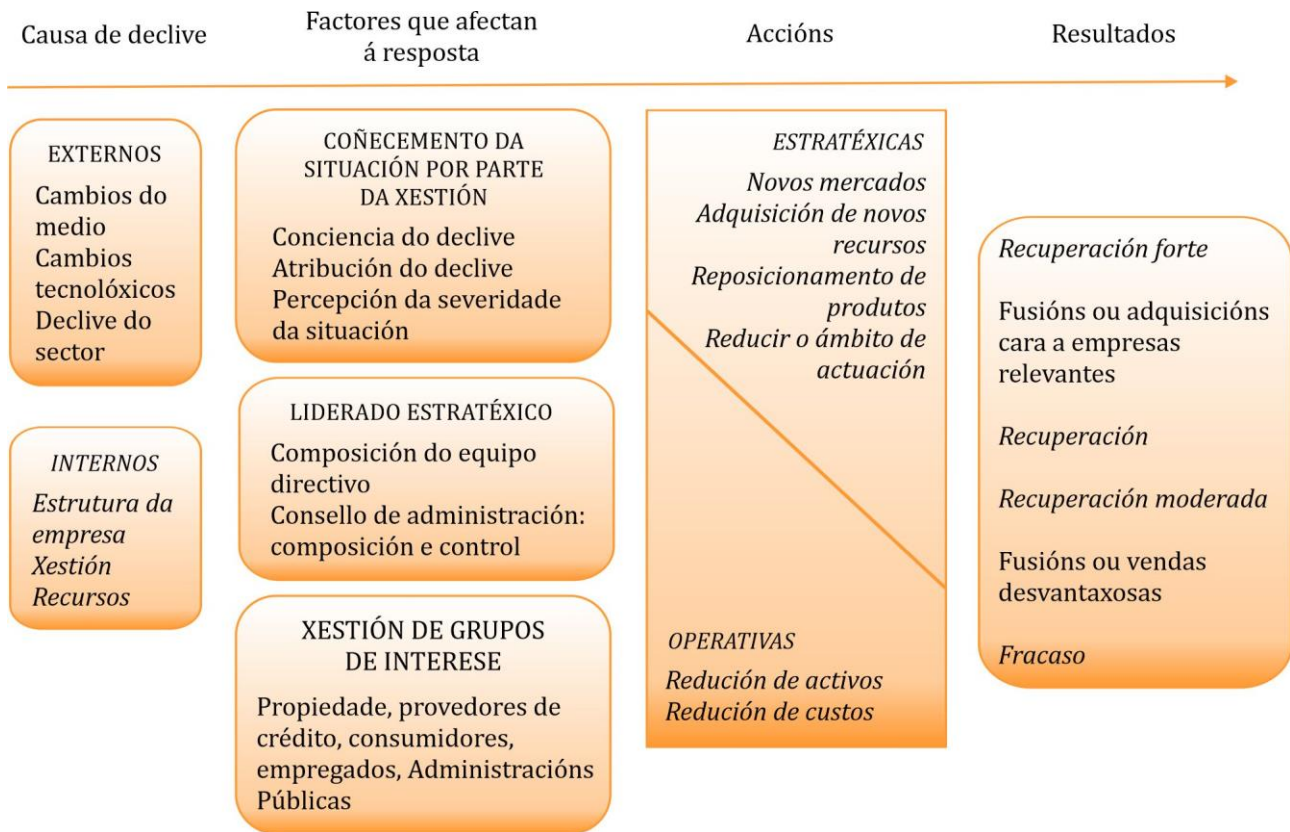 Causa de declive
Factores que afectan
á resposta
Accións
Resultados
EXTERNOS
Cambios do
medio
Cambios
tecnolóxicos
Declive do
sector
INTERNOS
Estrutura da
empresa
Xestión
Recursos
COÑECEMENTO DA
SITUACIÓN POR PARTE
DA XESTIÓN
Conciencia do declive
Atribución do declive
Percepción da severidade
da situación
LIDERADO ESTRATÉXICO
Composición do equipo
directivo
Consello de administración:
composición e control
XESTIÓN DE GRUPOS
DE INTERESE
Propiedade, provedores de
crédito, consumidores,
empregados, Administracións
Públicas
ESTRATÉXICAS
Novos mercados
Adquisición de novos
recursos
Reposicionamento de
produtos
Reducir o ámbito de
actuación
OPERATIVAS
Redución de activos
Redución de custos
Recuperación forte
Fusións ou adquisicións
cara a empresas
relevantes
Recuperación
Recuperación moderada
Fusións ou vendas
desvantaxosas
Fracaso